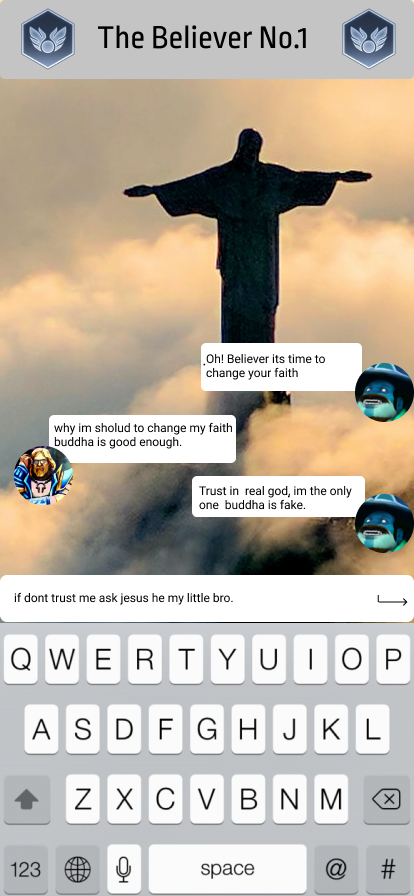 The Believer No.1
.Oh! Believer its time to
change your faith
why im sholud to change my faith
buddha is good enough.
Trust in real god, im the only
one buddha is fake.
if dont trust me ask jesus he my little bro.
Q W E R T Y U I O P
A S D F G H J K L
Z X C V B N M
123 space @ #